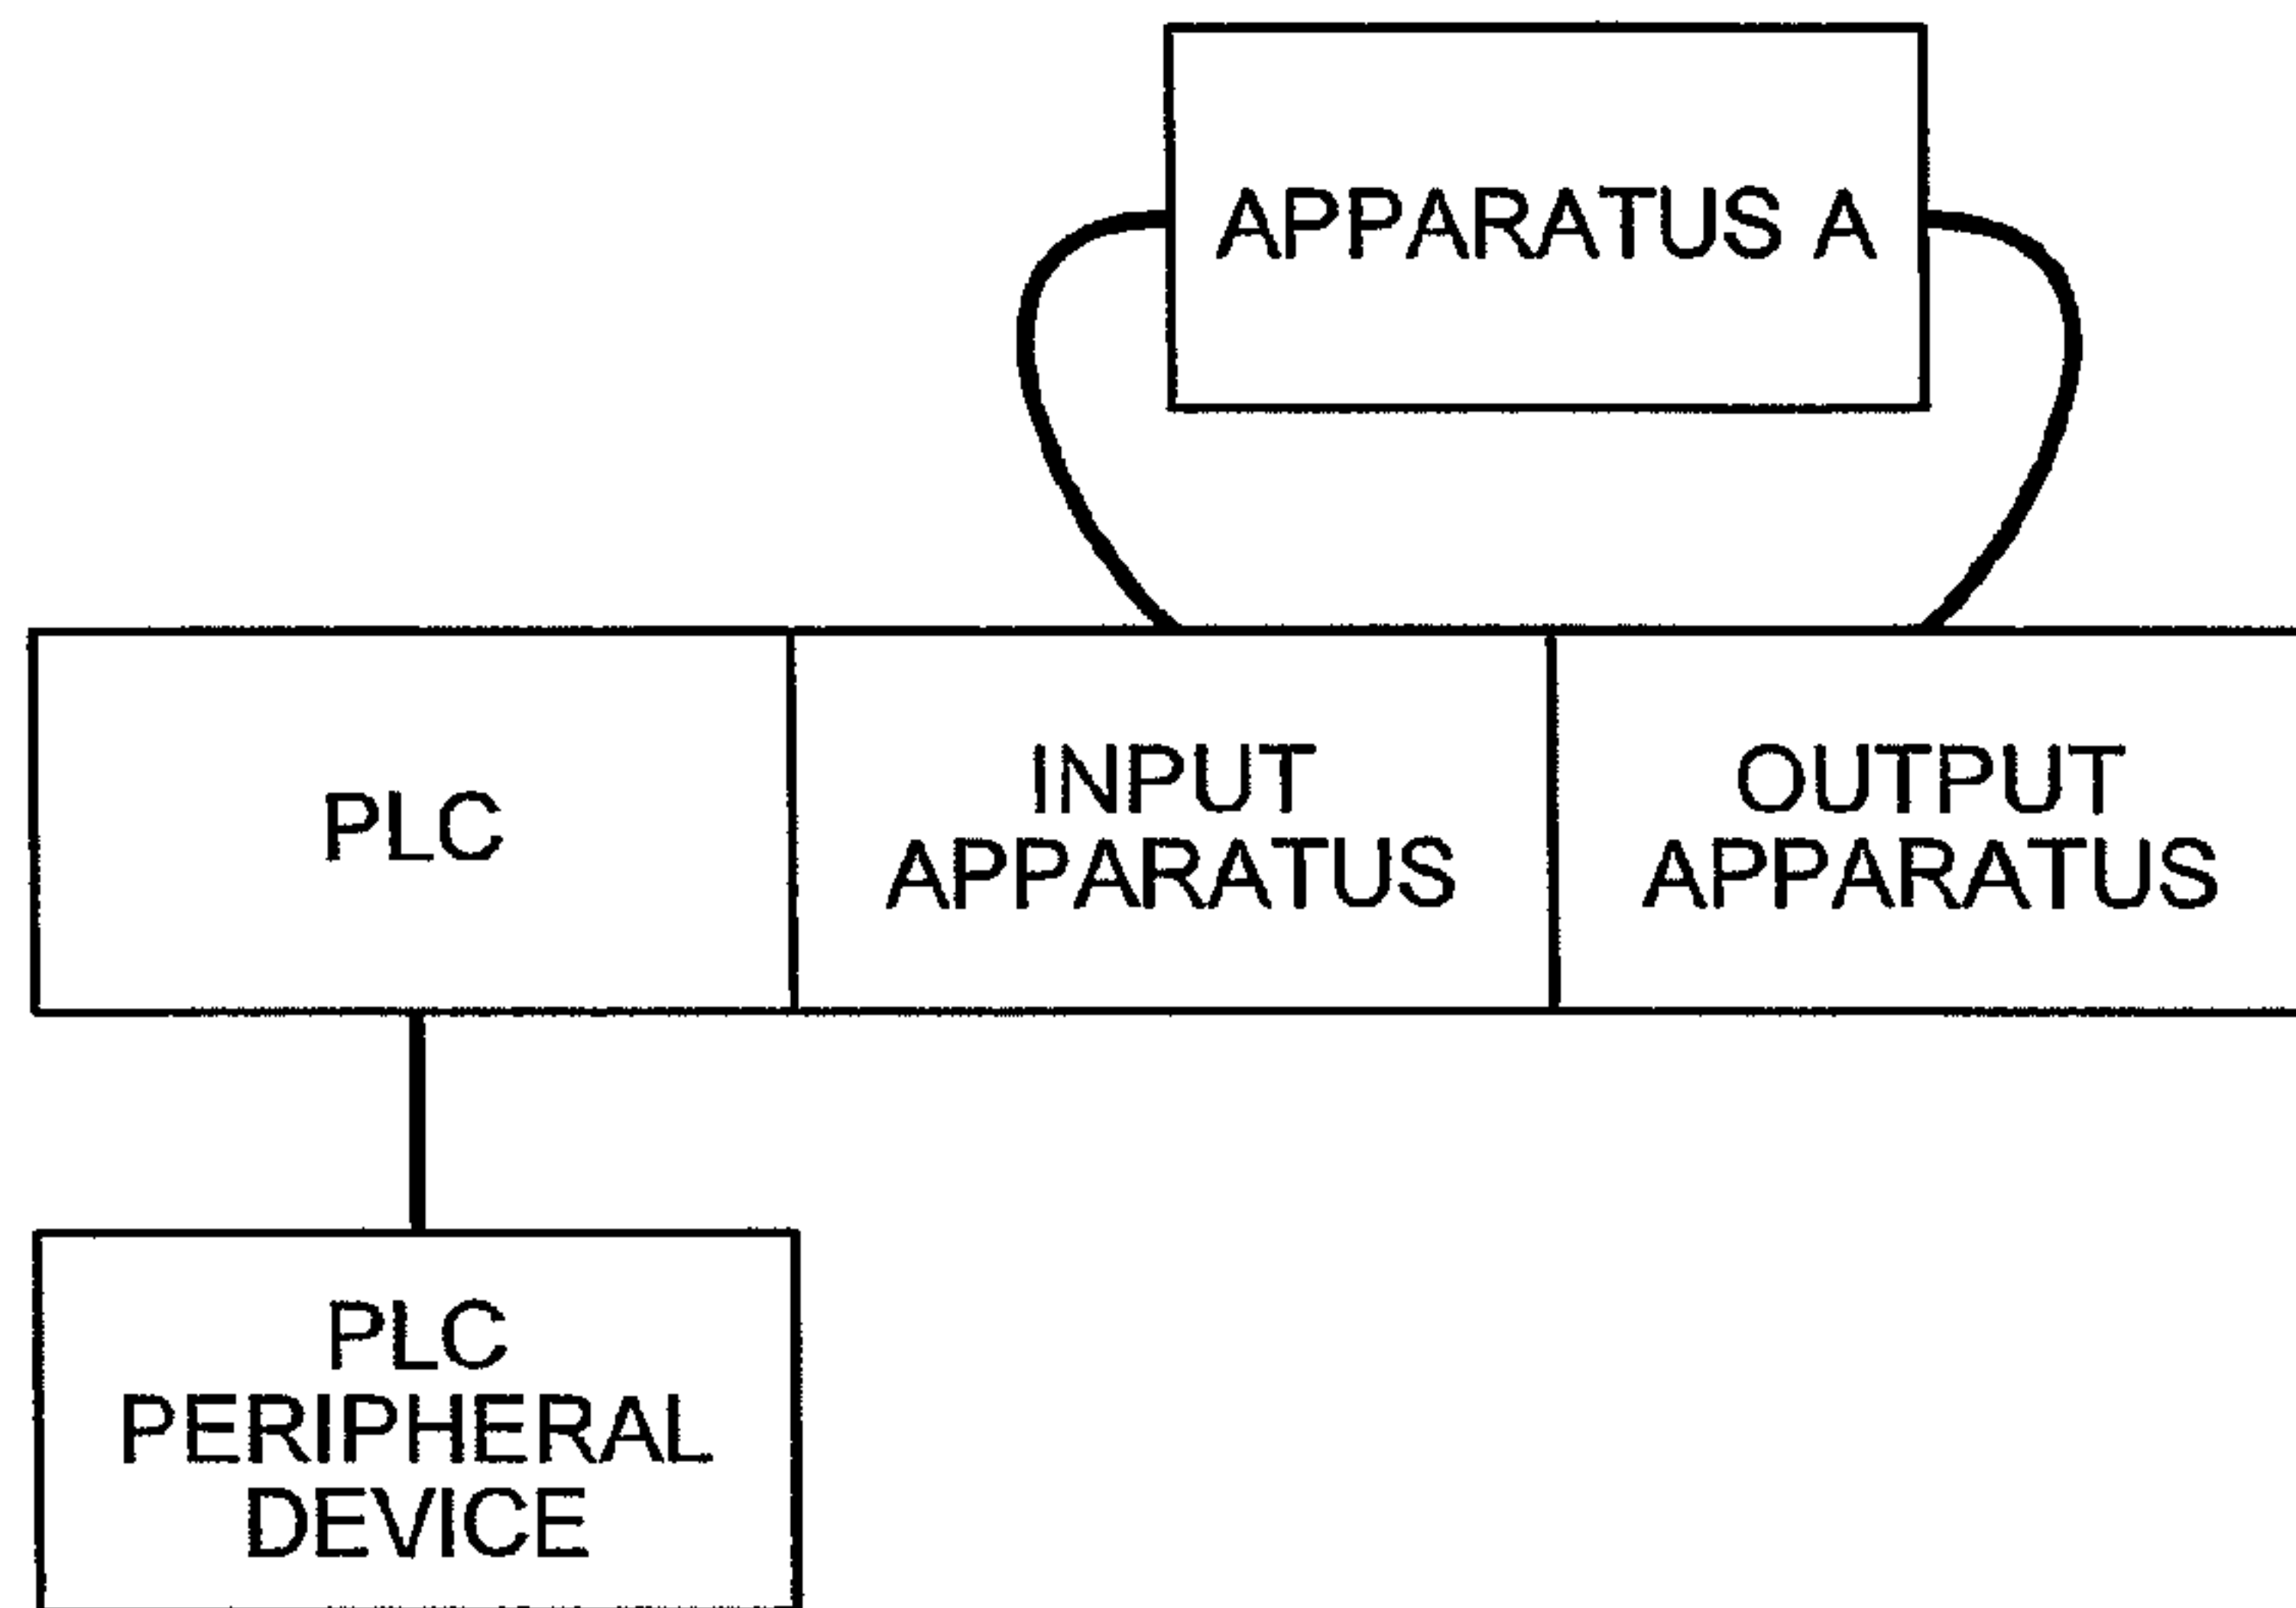 APPARATUS A
PLC
INPUT
APPARATUS
OUTPUT
APPARATUS
PLC
PERIPHERAL
DEVICE